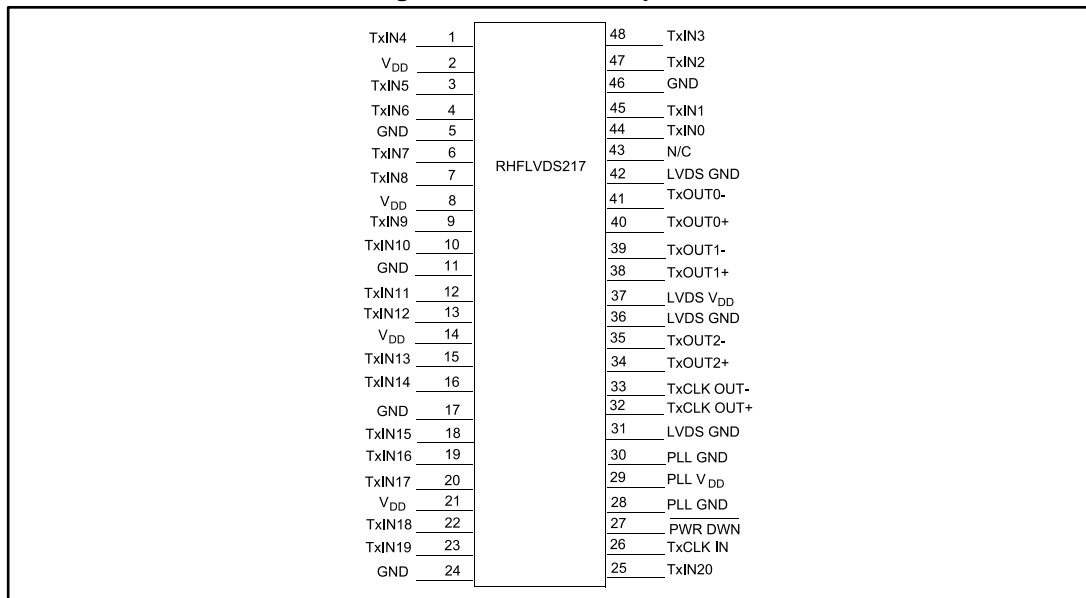 TxIN4 1
VDD 2
TxIN5 3
TxIN6 4
GND 5
TxIN7 6
TxIN8 7
VDD 8
TxIN9 9
TxIN10 10
GND 11
TxIN11 12
TxIN12 13
VDD 14
TxIN13 15
TxIN14 16
GND 17
TxIN15 18
TxIN16 19
TxIN17 20
VDD 21
TxIN18 22
TxIN19 23
GND 24
RHFLVDS217
48 TxIN3
47 TxIN2
46 GND
45 TxIN1
44 TxIN0
43 N/C
42 LVDS GND
41 TxOUT0-
40 TxOUT0+
39 TxOUT1-
38 TxOUT1+
37 LVDS VDD
36 LVDS GND
35 TxOUT2-
34 TxOUT2+
33 TxCLK OUT-
32 TxCLK OUT+
31 LVDS GND
30 PLL GND
29 PLL VDD
28 PLL GND
27 PWR DWN
26 TxCLK IN
25 TxIN20